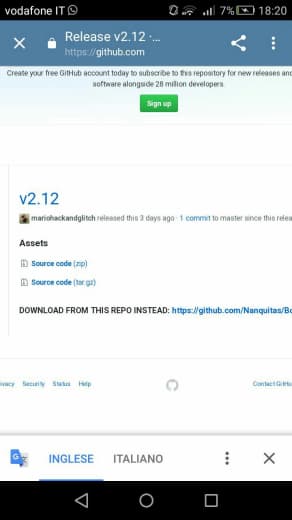 vodafone IT 7% 18:20
Release v2.12 ·...
https://github.com
Create your free GitHub account today to subscribe to this repository for new releases and
software alongside 28 million developers.
Sign up
v2.12
mariohackandglitch released this 3 days ago · 1 commit to master since this relea
Assets
Source code (zip)
Source code (tar.gz)
DOWNLOAD FROM THIS REPO INSTEAD: https://github.com/Nanquitas/Bo
ivacy Security Status Help Contact GitHu
INGLESE ITALIANO